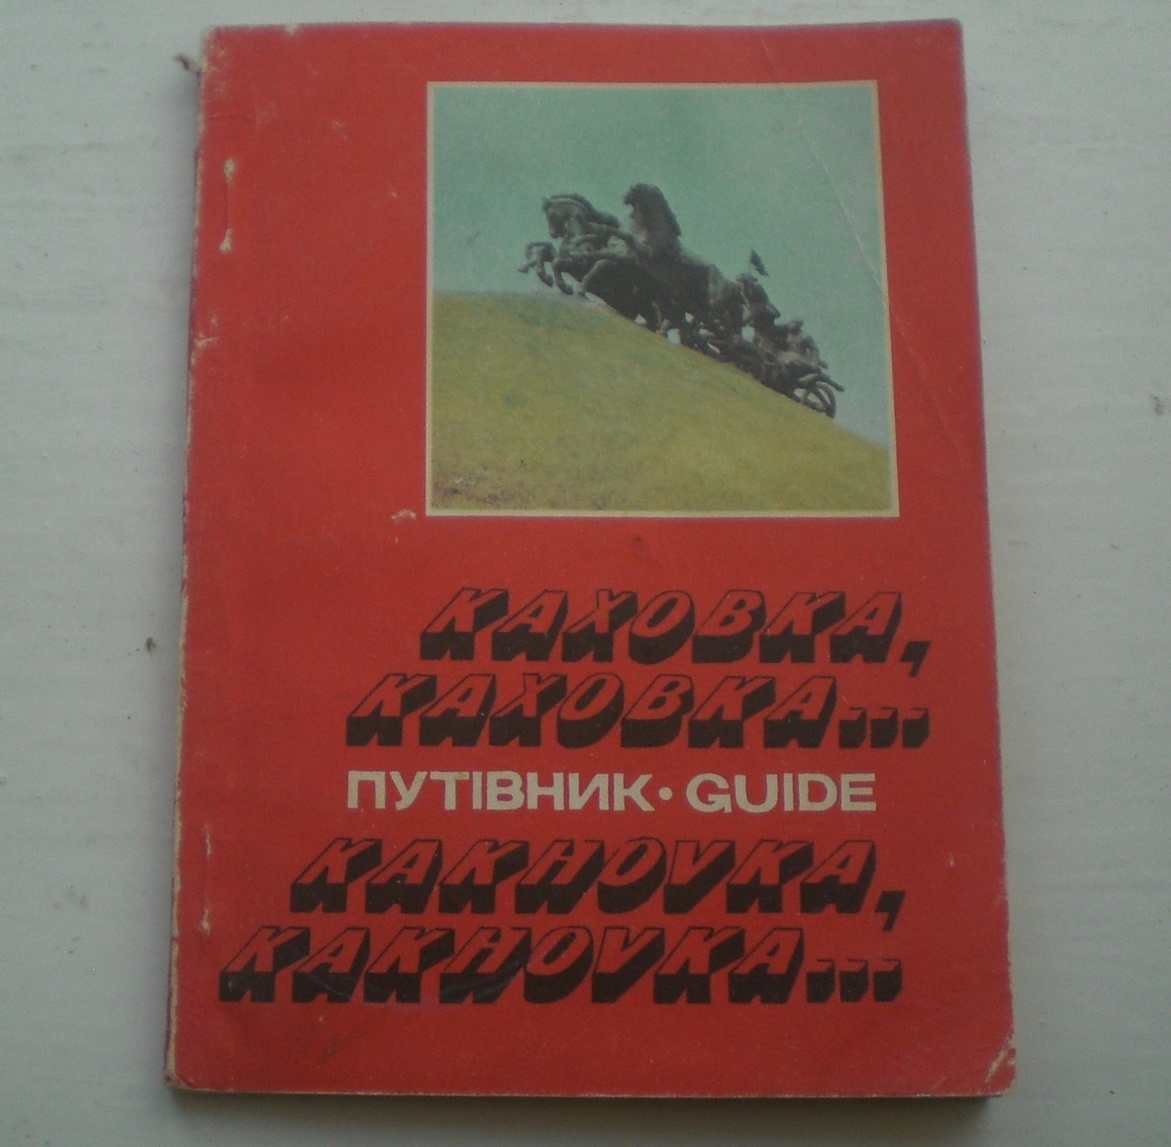 КАХОВКА,
КАХОВКА...
ПУТІВНИК • GUIDE
KAKHOVKA,
KAKHOVKA...